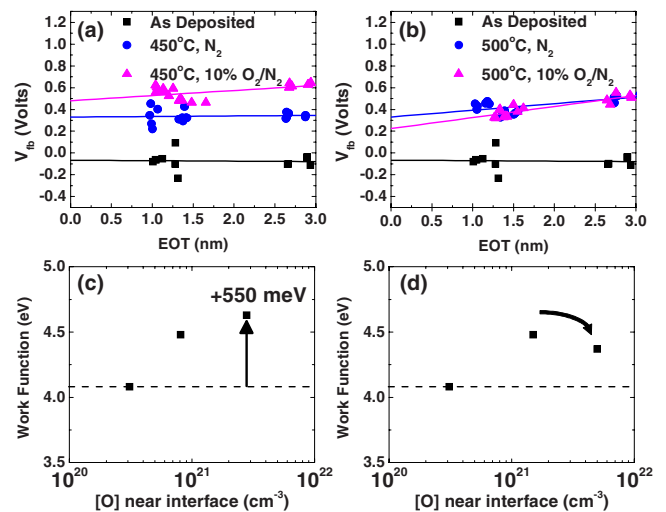 (a)
As Deposited
450°C, N2
450°C, 10% O2/N2
Vfb (Volts)
1.2
1.0
0.8
0.6
0.4
0.2
0.0
-0.2
-0.4
0.0 0.5 1.0 1.5 2.0 2.5 3.0
EOT (nm)
(b)
As Deposited
500°C, N2
500°C, 10% O2/N2
Vfb (Volts)
1.2
1.0
0.8
0.6
0.4
0.2
0.0
-0.2
-0.4
0.0 0.5 1.0 1.5 2.0 2.5 3.0
EOT (nm)
(c)
+550 meV
Work Function (eV)
5.0
4.5
4.0
3.5
10^20 10^21 10^22
[O] near interface (cm^-3)
(d)
Work Function (eV)
5.0
4.5
4.0
3.5
10^20 10^21 10^22
[O] near interface (cm^-3)